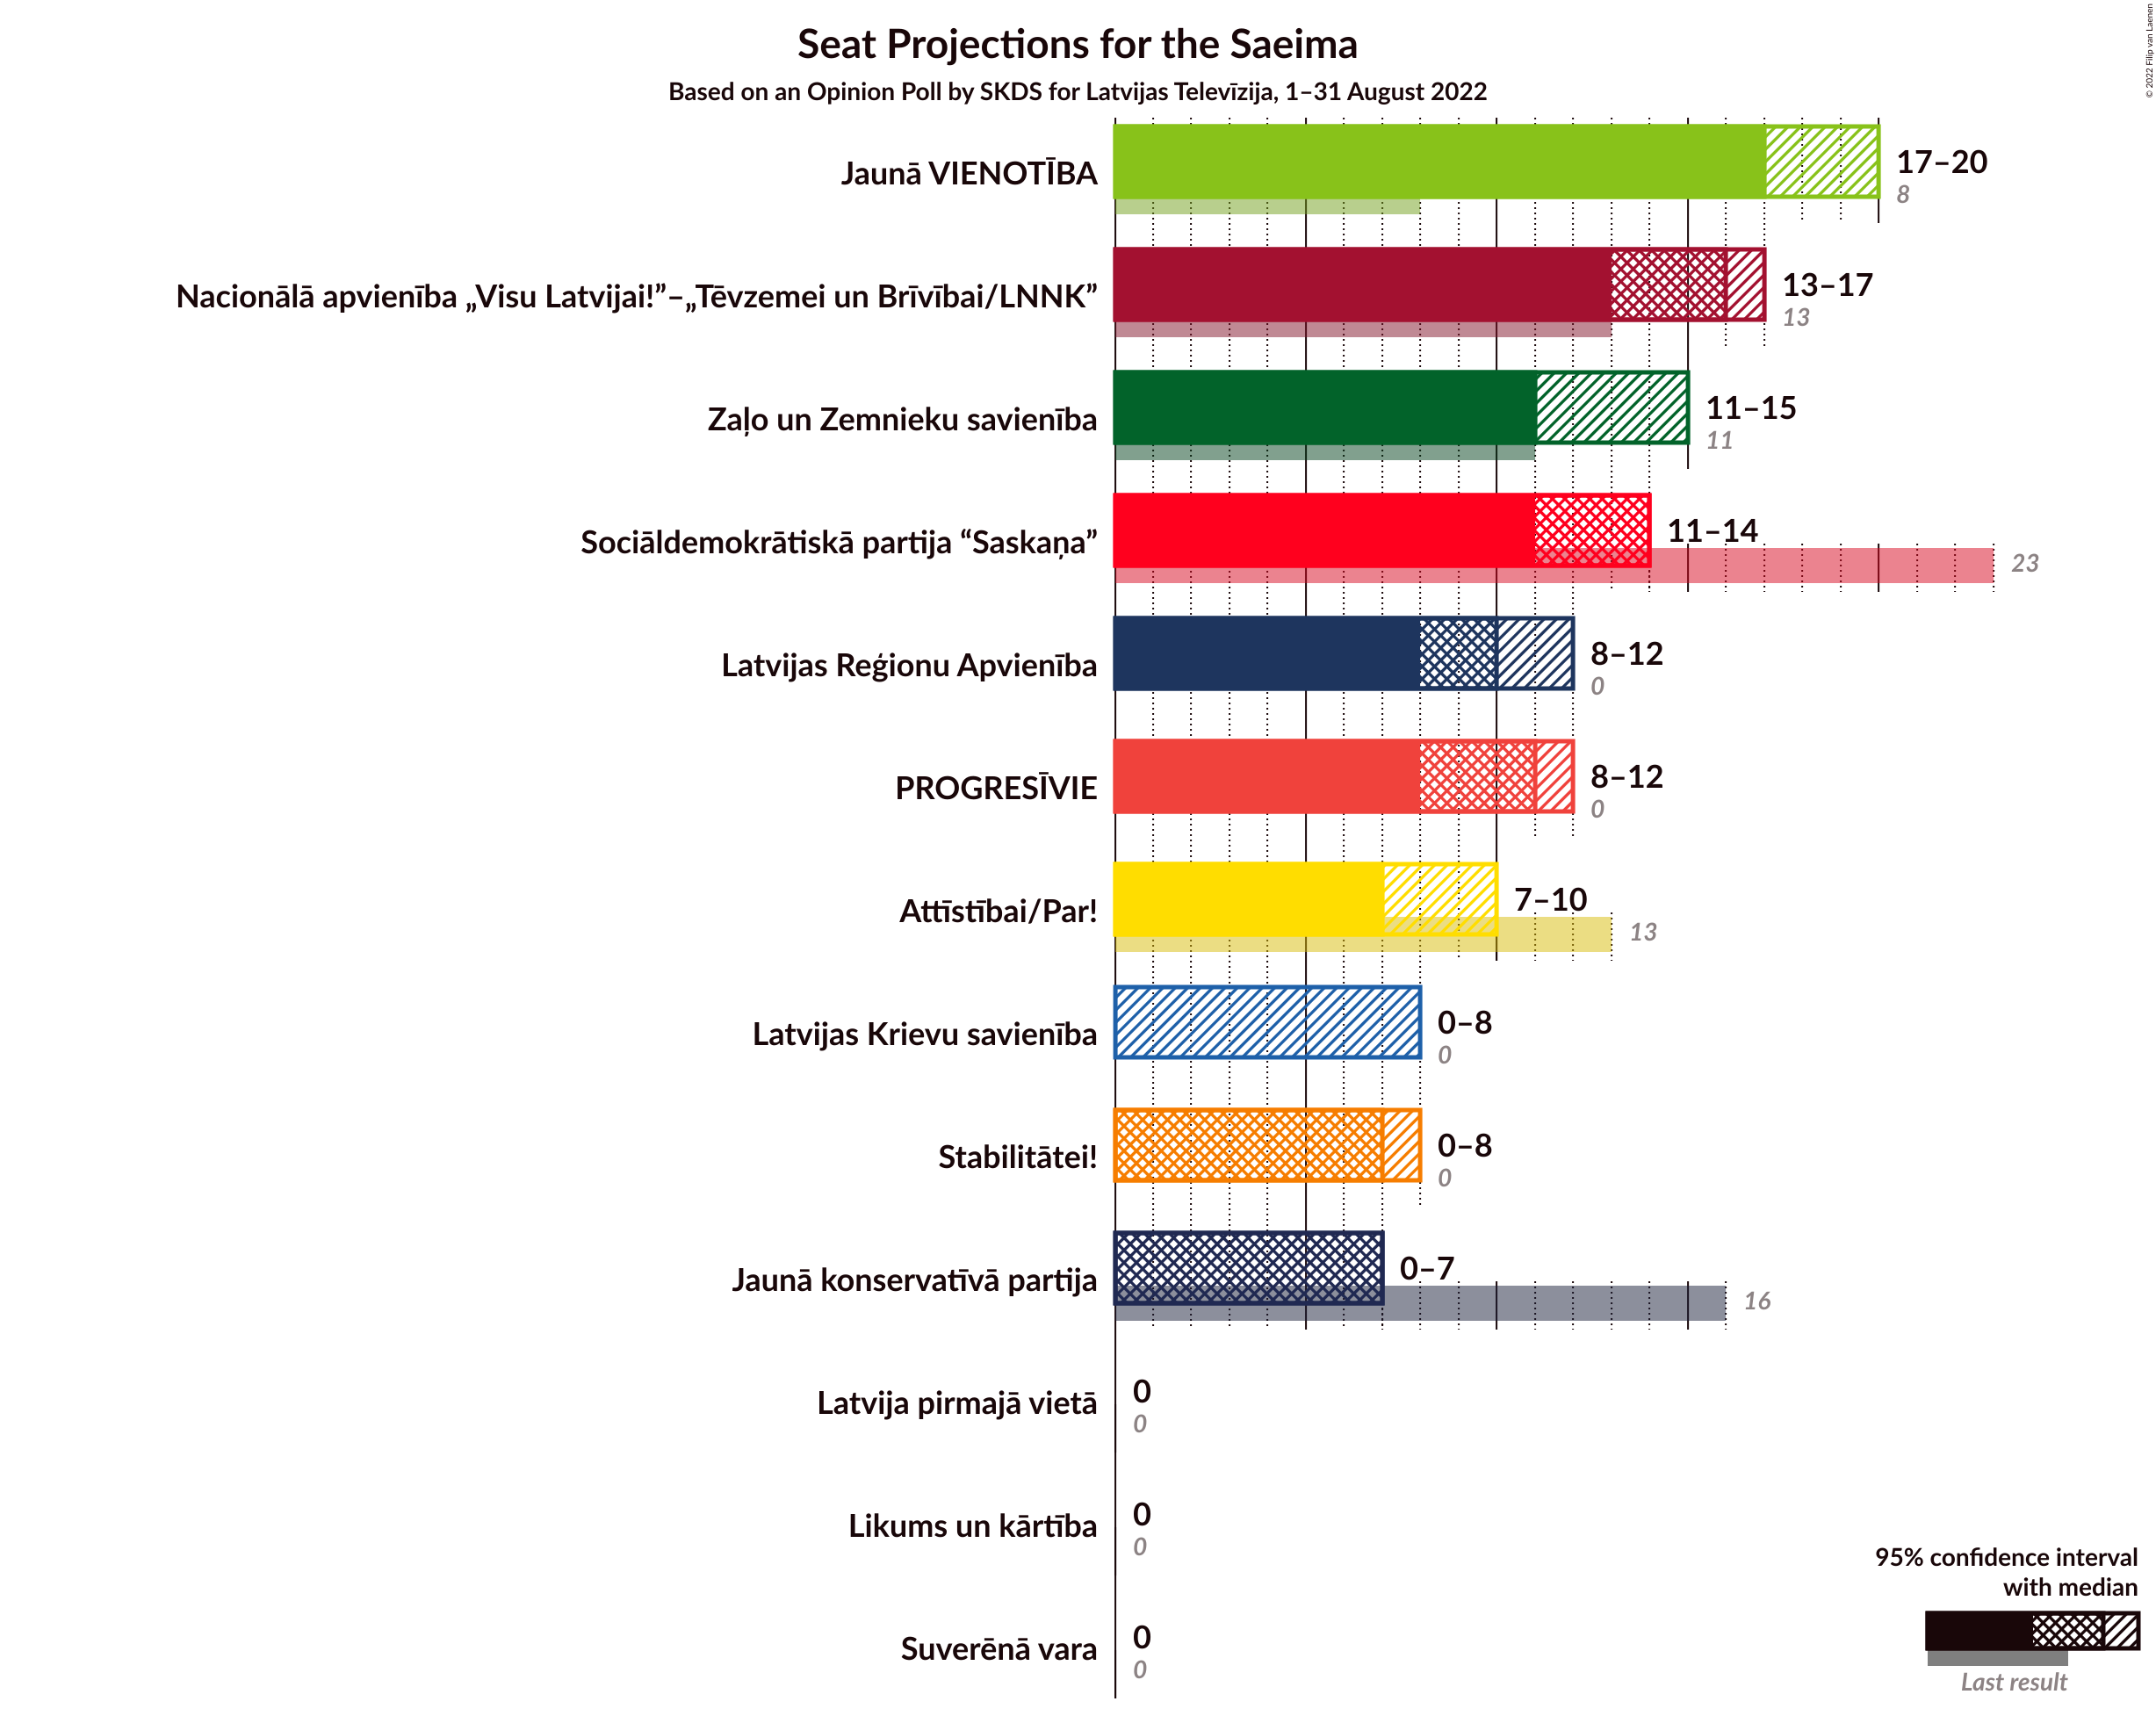 Seat Projections for the Saeima
Based on an Opinion Poll by SKDS for Latvijas Televīzija, 1–31 August 2022
© 2022 Filip van Laenen
Jaunā VIENOTĪBA
17–20
8
Nacionālā apvienība „Visu Latvijai!”–„Tēvzemei un Brīvībai/LNNK”
13–17
13
Zaļo un Zemnieku savienība
11–15
11
Sociāldemokrātiskā partija “Saskaņa”
11–14
23
Latvijas Reģionu Apvienība
8–12
0
PROGRESĪVIE
8–12
0
Attīstībai/Par!
7–10
13
Latvijas Krievu savienība
0–8
0
Stabilitātei!
0–8
0
Jaunā konservatīvā partija
0–7
16
Latvija pirmajā vietā
0
0
Likums un kārtība
0
0
Suverēnā vara
0
0
95% confidence interval
with median
Last result